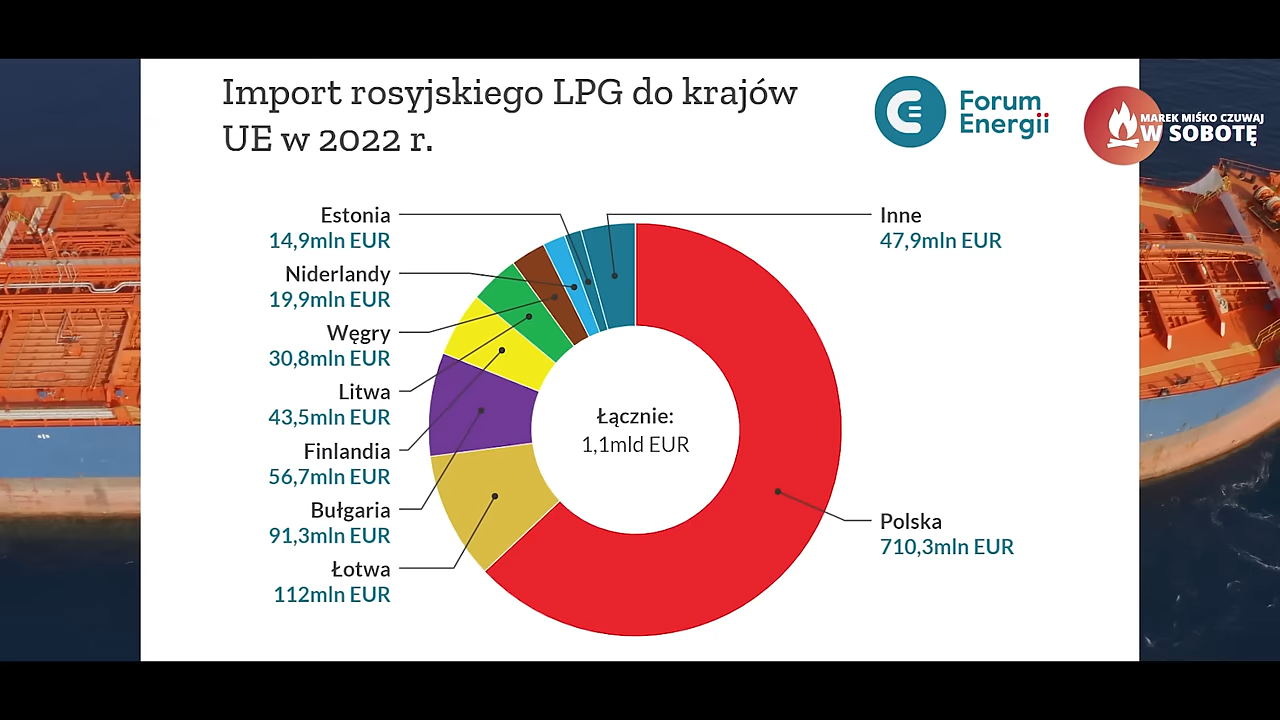 Import rosyjskiego LPG do krajów
UE w 2022 r.
Forum
Energii
MAREK MIŚKO CZUWAJ
W SOBOTĘ
Estonia
14,9mln EUR
Niderlandy
19,9mln EUR
Węgry
30,8mln EUR
Litwa
43,5mln EUR
Finlandia
56,7mln EUR
Bułgaria
91,3mln EUR
Łotwa
112mln EUR
Łącznie:
1,1mld EUR
Inne
47,9mln EUR
Polska
710,3mln EUR